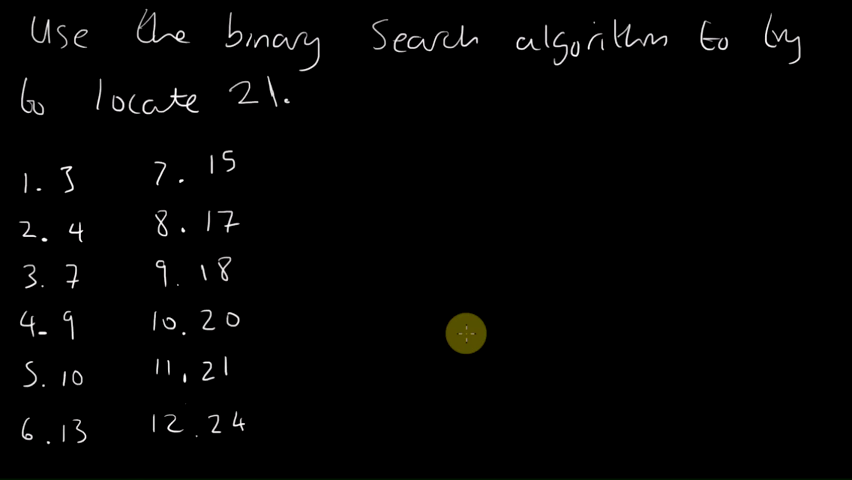 Use the binary Search algorithm to try
to locate 21.
1. 3 7. 15
2. 4 8. 17
3. 7 9. 18
4. 9 10. 20
5. 10 11. 21
6. 13 12. 24